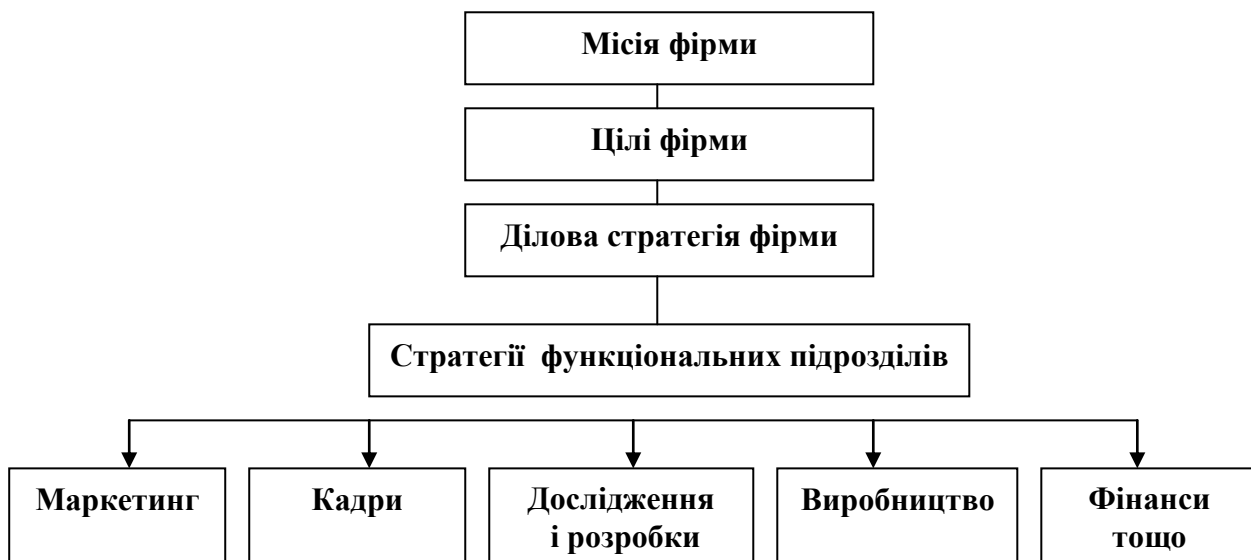 Місія фірми
Цілі фірми
Ділова стратегія фірми
Стратегії функціональних підрозділів
Маркетинг
Кадри
Дослідження
і розробки
Виробництво
Фінанси
тощо